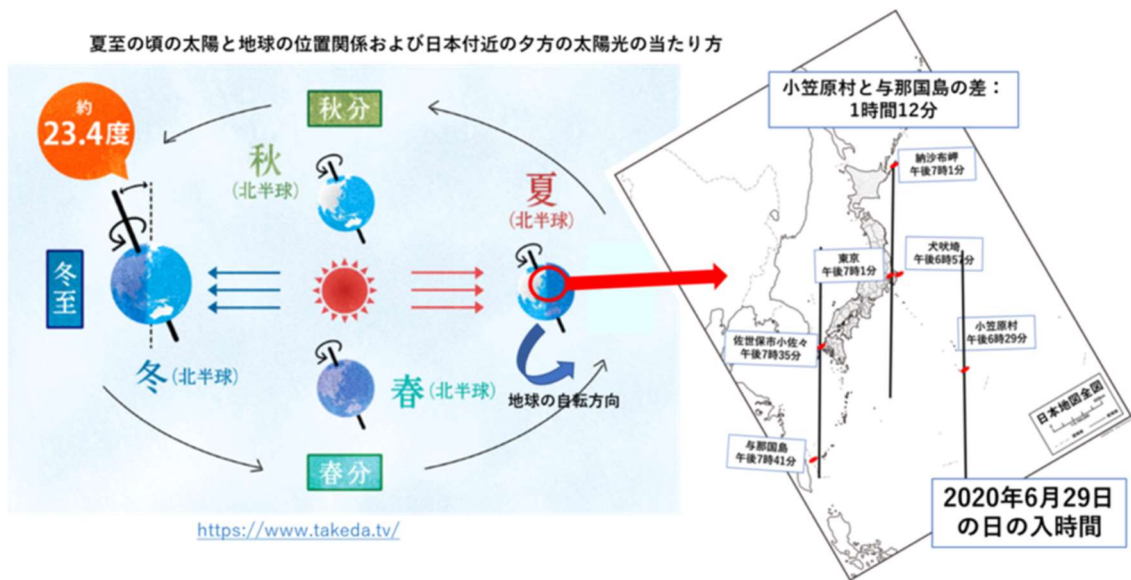 夏至の頃の太陽と地球の位置関係および日本付近の夕方の太陽光の当たり方
約
23.4度
秋分
秋
(北半球)
夏
(北半球)
冬至
冬(北半球)
春(北半球)
地球の自転方向
春分
https://www.takeda.tv/
小笠原村と与那国島の差：
1時間12分
納沙布岬
午後7時1分
東京
午後7時1分
犬吠埼
午後6時57分
佐世保市小佐々
午後7時35分
小笠原村
午後6時29分
与那国島
午後7時41分
日本地図全図
2020年6月29日
の日の入時間